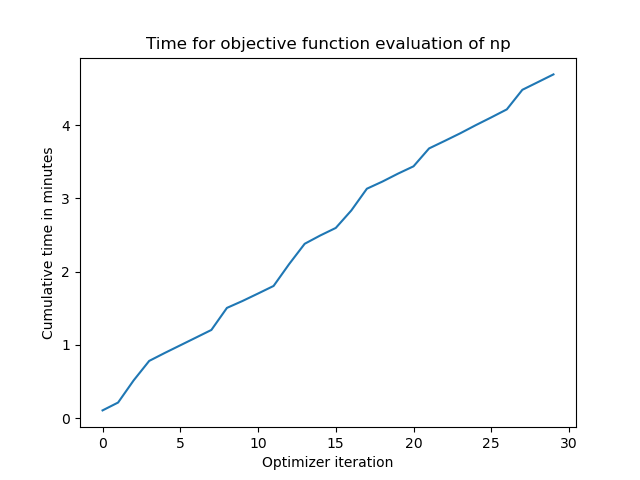 Time for objective function evaluation of np
Cumulative time in minutes
4
3
2
1
0
0 5 10 15 20 25 30
Optimizer iteration